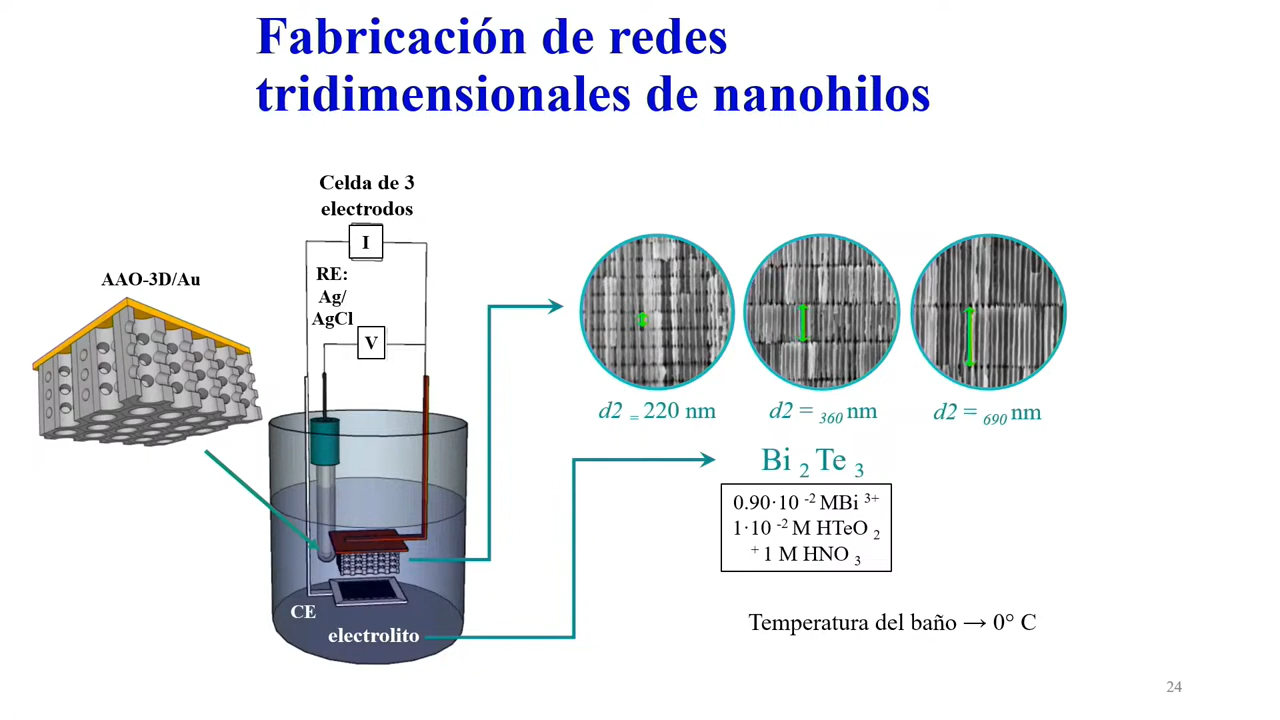 Fabricación de redes
tridimensionales de nanohilos
Celda de 3
electrodos
I
RE:
Ag/
AgCl
V
AAO-3D/Au
CE
electrolito
d2 = 220 nm
d2 = 360 nm
d2 = 690 nm
Bi 2 Te 3
0.90·10 -2 MBi 3+
1·10 -2 M HTeO 2
+ 1 M HNO 3
Temperatura del baño → 0° C
24